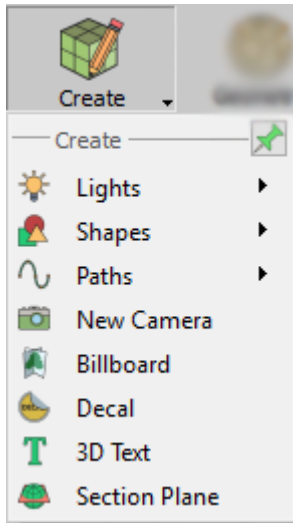 Create
Create
Lights
Shapes
Paths
New Camera
Billboard
Decal
3D Text
Section Plane